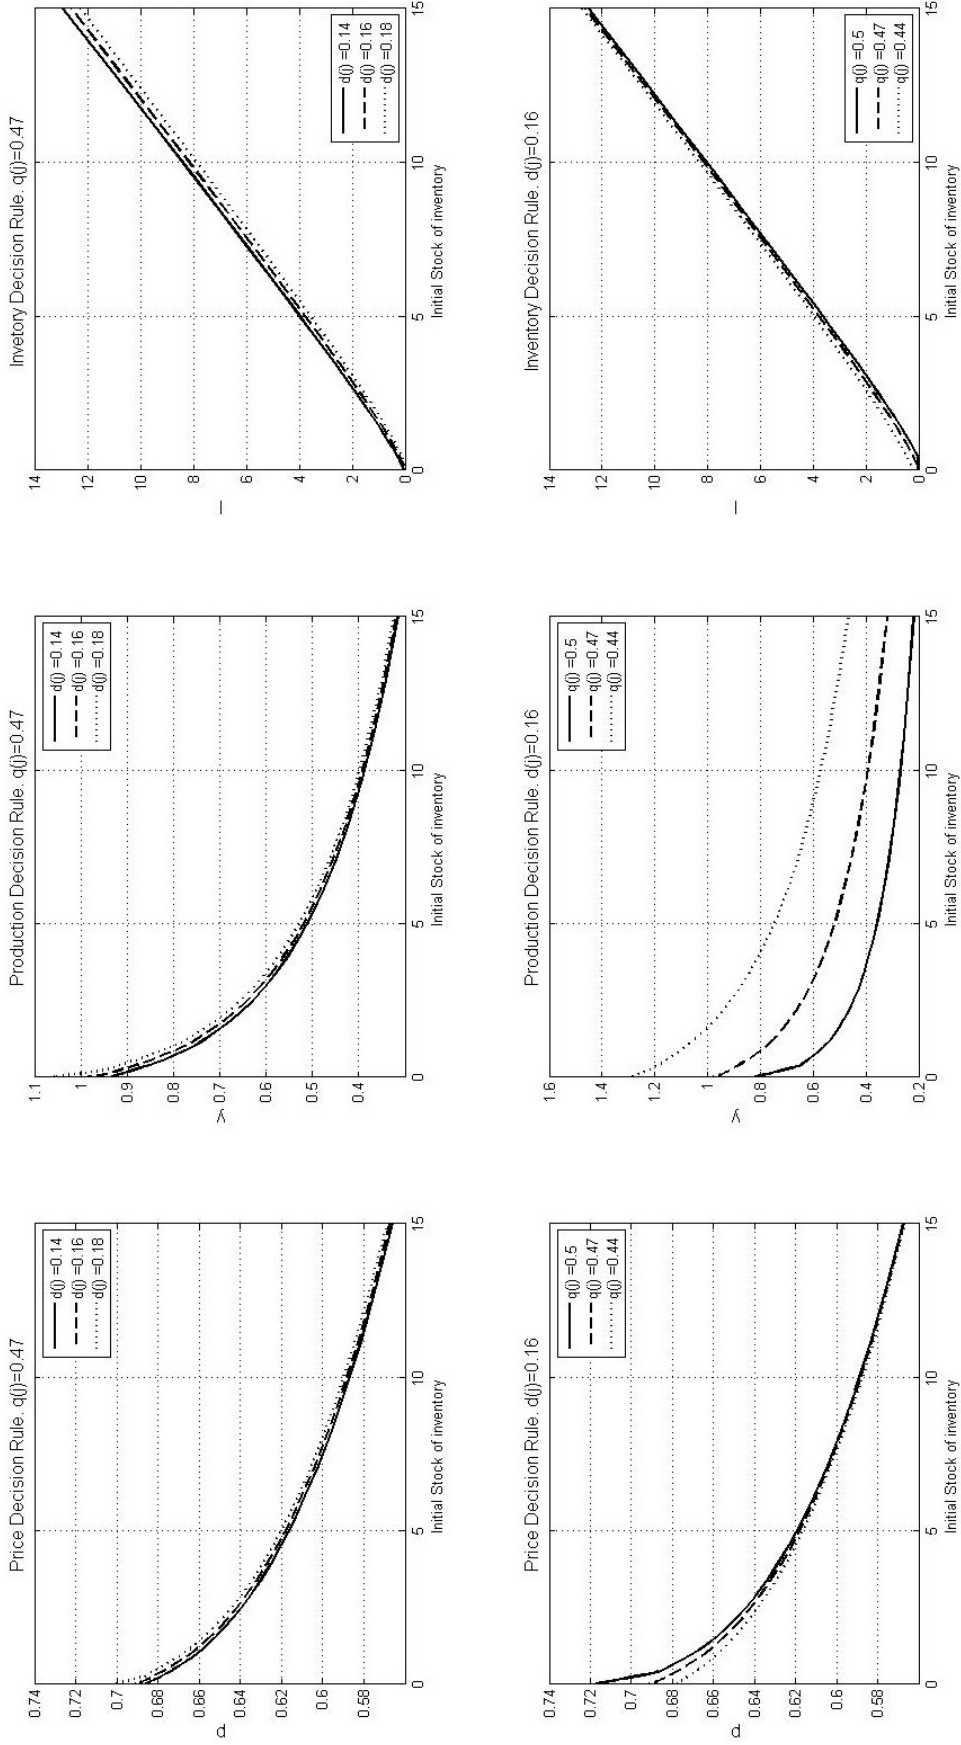 Price Decision Rule. q(j)=0.47
0.74
0.72
0.7
0.68
0.66
0.64
0.62
0.6
0.58
p
d(j) =0.14
d(j) =0.16
d(j) =0.18
0
5
10
15
Initial Stock of inventory
Production Decision Rule. q(j)=0.47
1.1
1
0.9
0.8
0.7
0.6
0.5
0.4
y
d(j) =0.14
d(j) =0.16
d(j) =0.18
0
5
10
15
Initial Stock of inventory
Invetory Decision Rule. q(j)=0.47
14
12
10
8
6
4
2
0
I
d(j) =0.14
d(j) =0.16
d(j) =0.18
0
5
10
15
Initial Stock of inventory
Price Decision Rule. d(j)=0.16
0.74
0.72
0.7
0.68
0.66
0.64
0.62
0.6
0.58
p
q(j) =0.5
q(j) =0.47
q(j) =0.44
0
5
10
15
Initial Stock of inventory
Production Decision Rule. d(j)=0.16
1.6
1.4
1.2
1
0.8
0.6
0.4
0.2
y
q(j) =0.5
q(j) =0.47
q(j) =0.44
0
5
10
15
Initial Stock of inventory
Inventory Decision Rule. d(j)=0.16
14
12
10
8
6
4
2
0
I
q(j) =0.5
q(j) =0.47
q(j) =0.44
0
5
10
15
Initial Stock of inventory